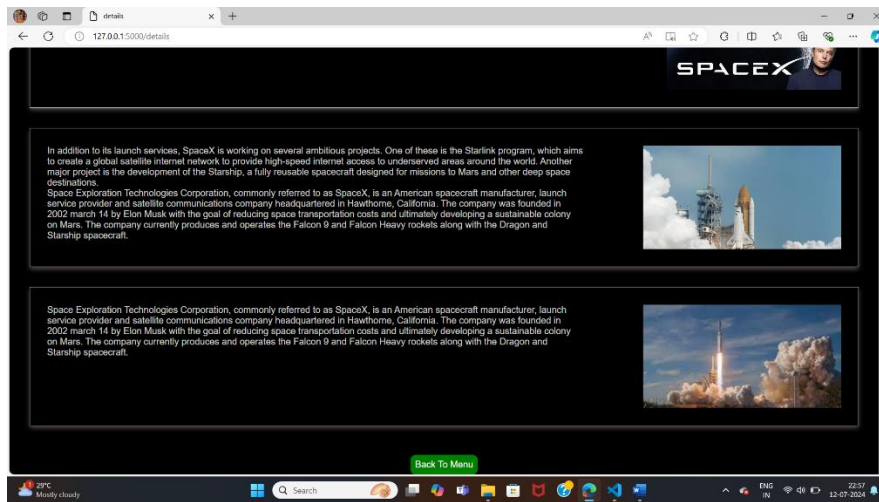 details
127.0.0.1:5000/details
SPACEX
In addition to its launch services, SpaceX is working on several ambitious projects. One of these is the Starlink program, which aims
to create a global satellite internet network to provide high-speed internet access to underserved areas around the world. Another
major project is the development of the Starship, a fully reusable spacecraft designed for missions to Mars and other deep space
destinations.
Space Exploration Technologies Corporation, commonly referred to as SpaceX, is an American spacecraft manufacturer, launch
service provider and satellite communications company headquartered in Hawthorne, California. The company was founded in
2002 march 14 by Elon Musk with the goal of reducing space transportation costs and ultimately developing a sustainable colony
on Mars. The company currently produces and operates the Falcon 9 and Falcon Heavy rockets along with the Dragon and
Starship spacecraft.
Space Exploration Technologies Corporation, commonly referred to as SpaceX, is an American spacecraft manufacturer, launch
service provider and satellite communications company headquartered in Hawthorne, California. The company was founded in
2002 march 14 by Elon Musk with the goal of reducing space transportation costs and ultimately developing a sustainable colony
on Mars. The company currently produces and operates the Falcon 9 and Falcon Heavy rockets along with the Dragon and
Starship spacecraft.
Back To Menu
29°C
Mostly cloudy
Search
ENG
IN
22:57
12-07-2024